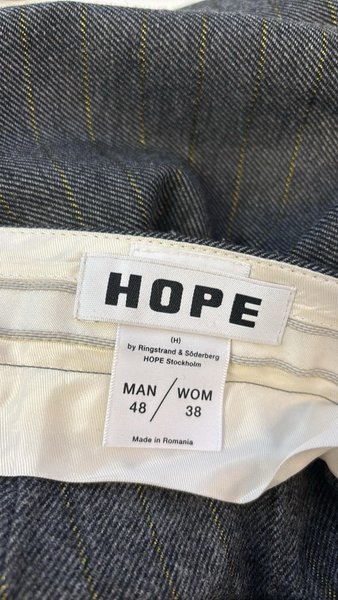 HOPE
(H)
by Ringstrand & Söderberg
HOPE Stockholm
MAN / WOM
48 / 38
Made in Romania